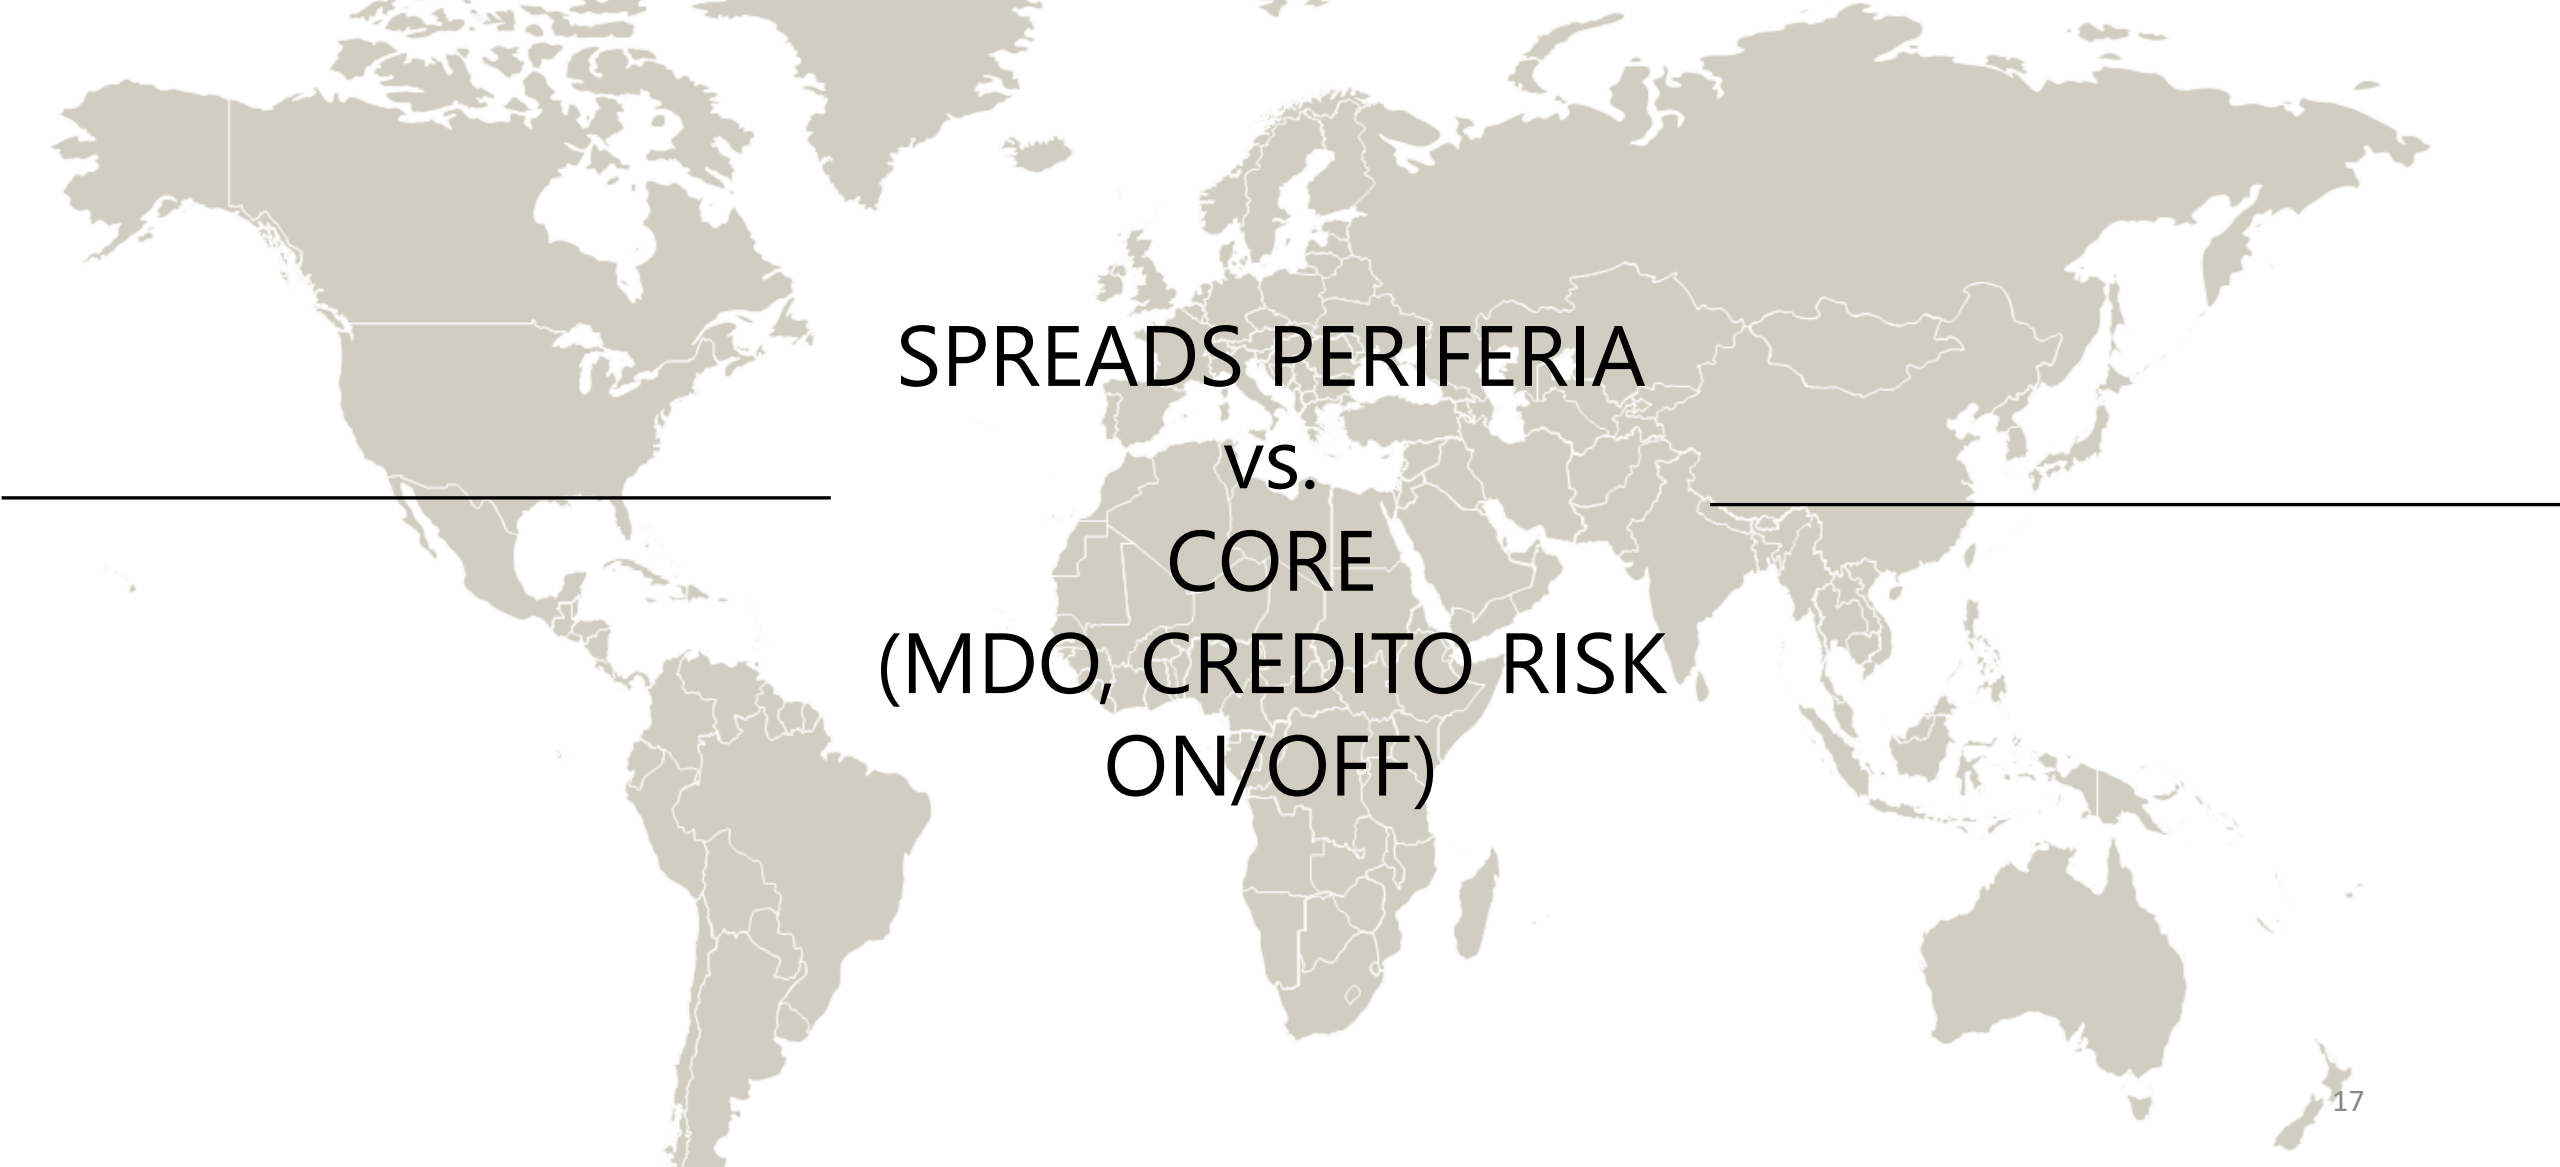 SPREADS PERIFERIA
vs.
CORE
(MDO, CREDITO RISK
ON/OFF)
17